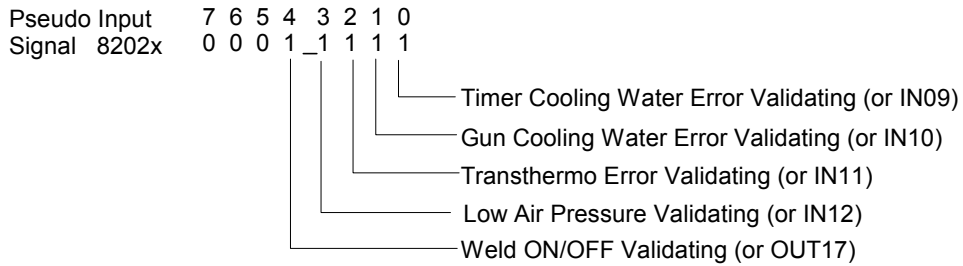 Pseudo Input 7 6 5 4 3 2 1 0
Signal 8202x 0 0 0 1 _1 1 1 1
Timer Cooling Water Error Validating (or IN09)
Gun Cooling Water Error Validating (or IN10)
Transthermo Error Validating (or IN11)
Low Air Pressure Validating (or IN12)
Weld ON/OFF Validating (or OUT17)